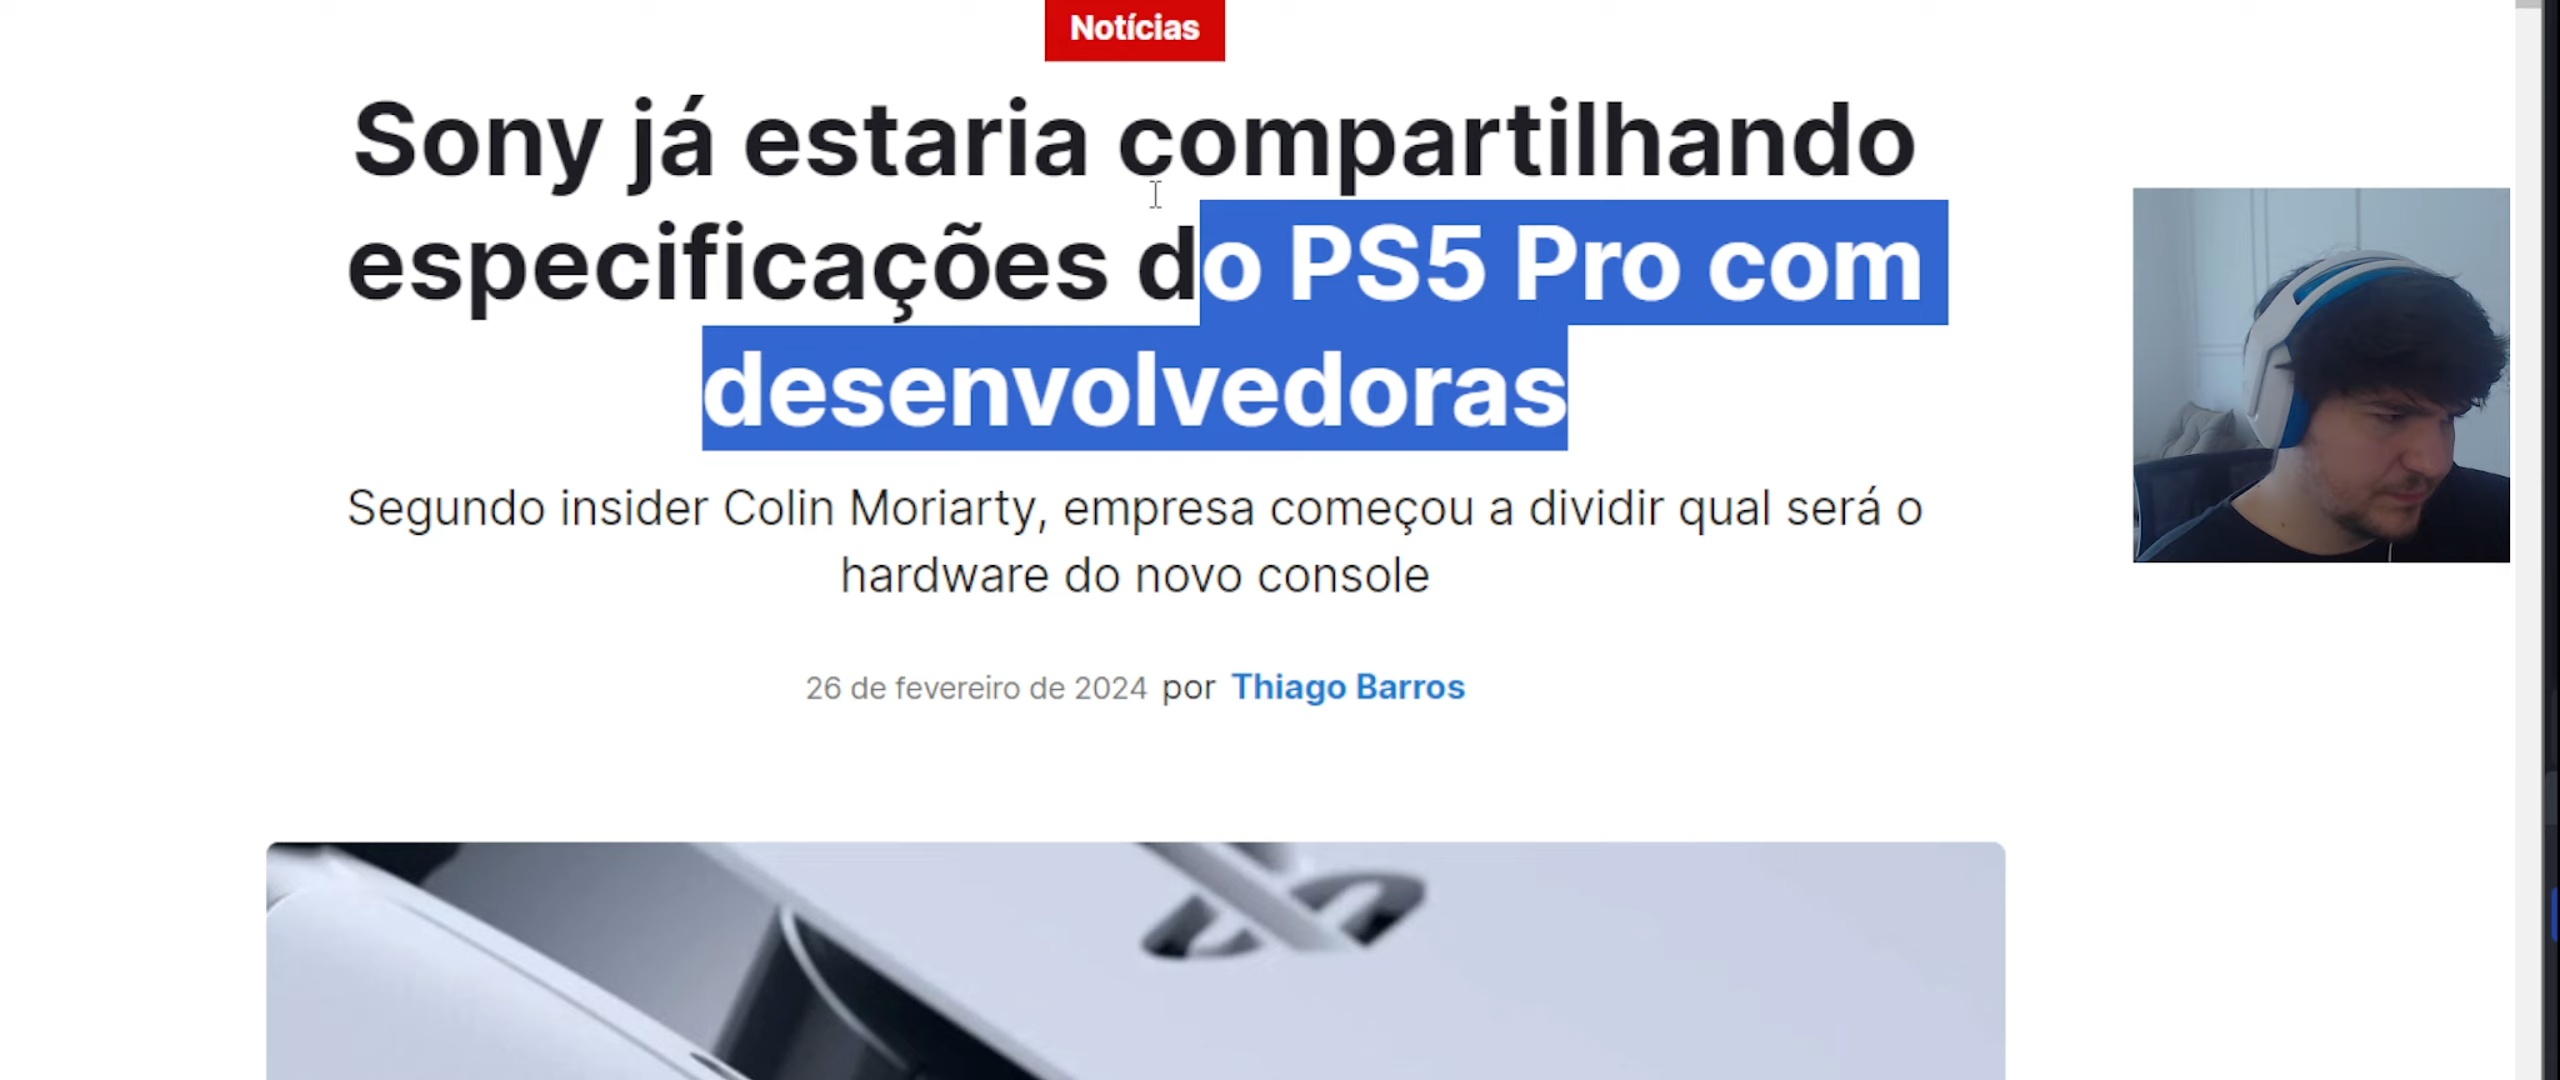 Notícias
Sony já estaria compartilhando
especificações do PS5 Pro com
desenvolvedoras
Segundo insider Colin Moriarty, empresa começou a dividir qual será o
hardware do novo console
26 de fevereiro de 2024 por Thiago Barros